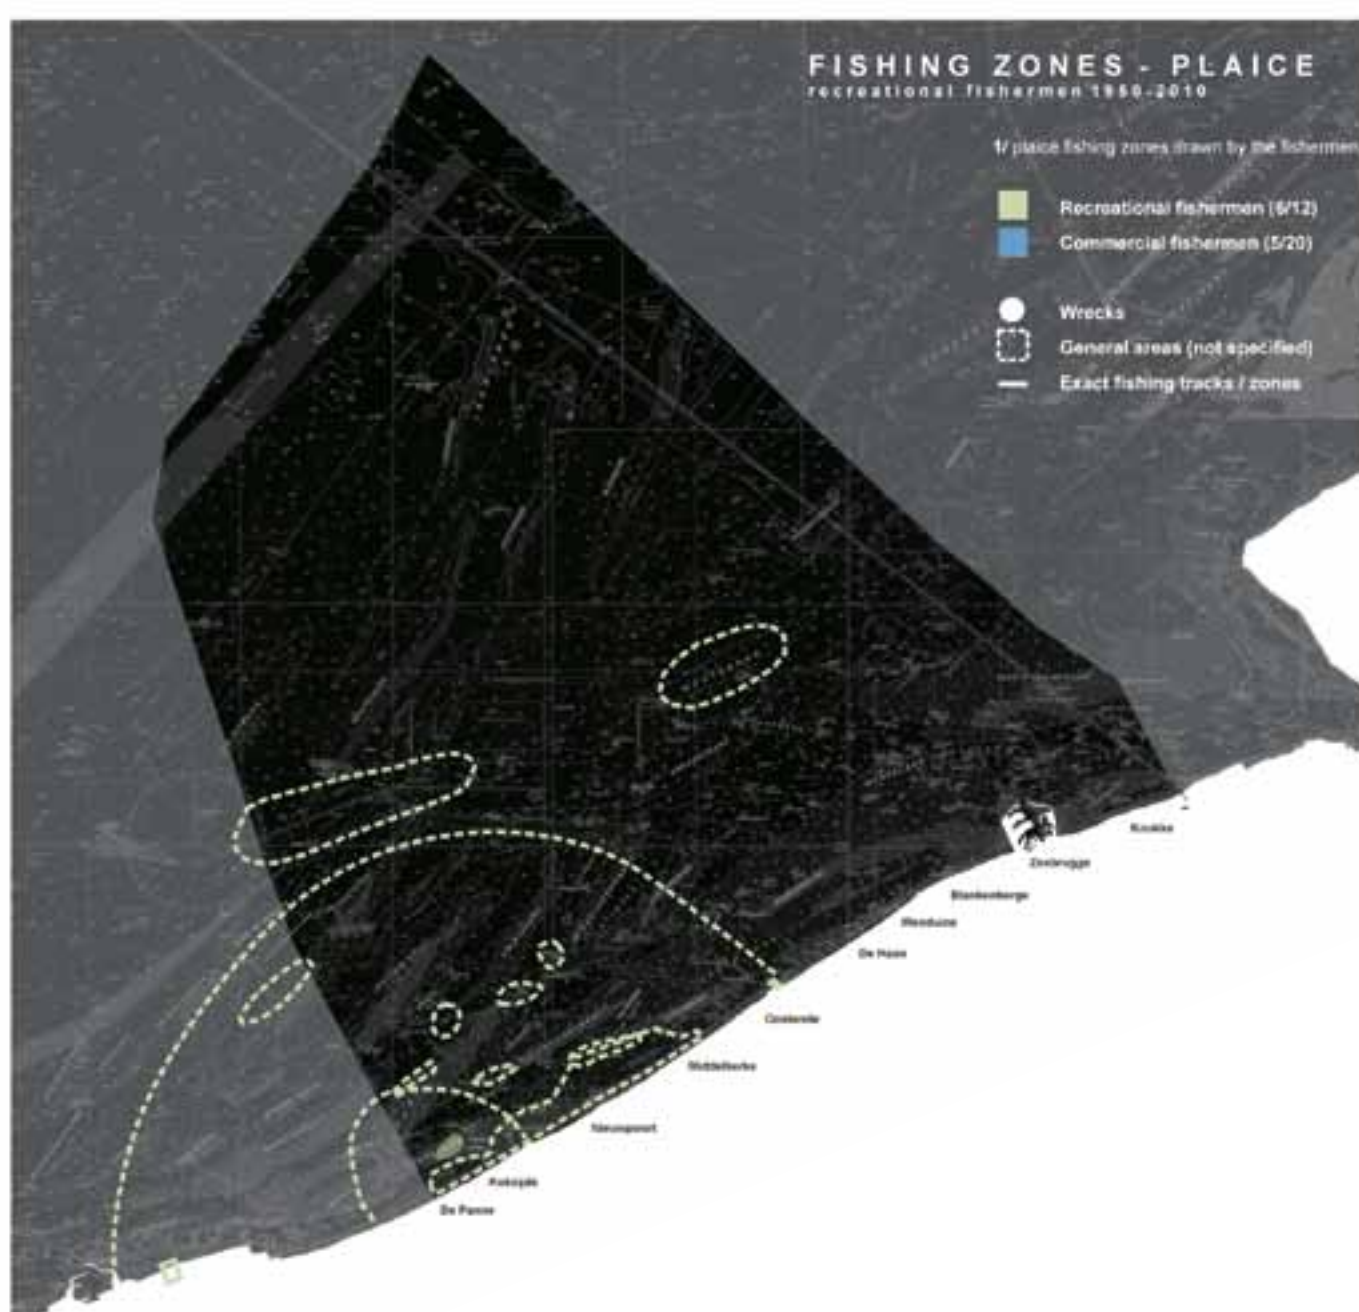 FISHING ZONES - PLAICE
recreational fishermen 1950-2010
1/ plaice fishing zones drawn by the fishermen
Recreational fishermen (6/12)
Commercial fishermen (5/20)
Wrecks
General areas (not specified)
Exact fishing tracks / zones
Knokke
Zeebrugge
Blankenberge
Wenduine
De Haan
Oostende
Middelkerke
Nieuwpoort
Koksijde
De Panne